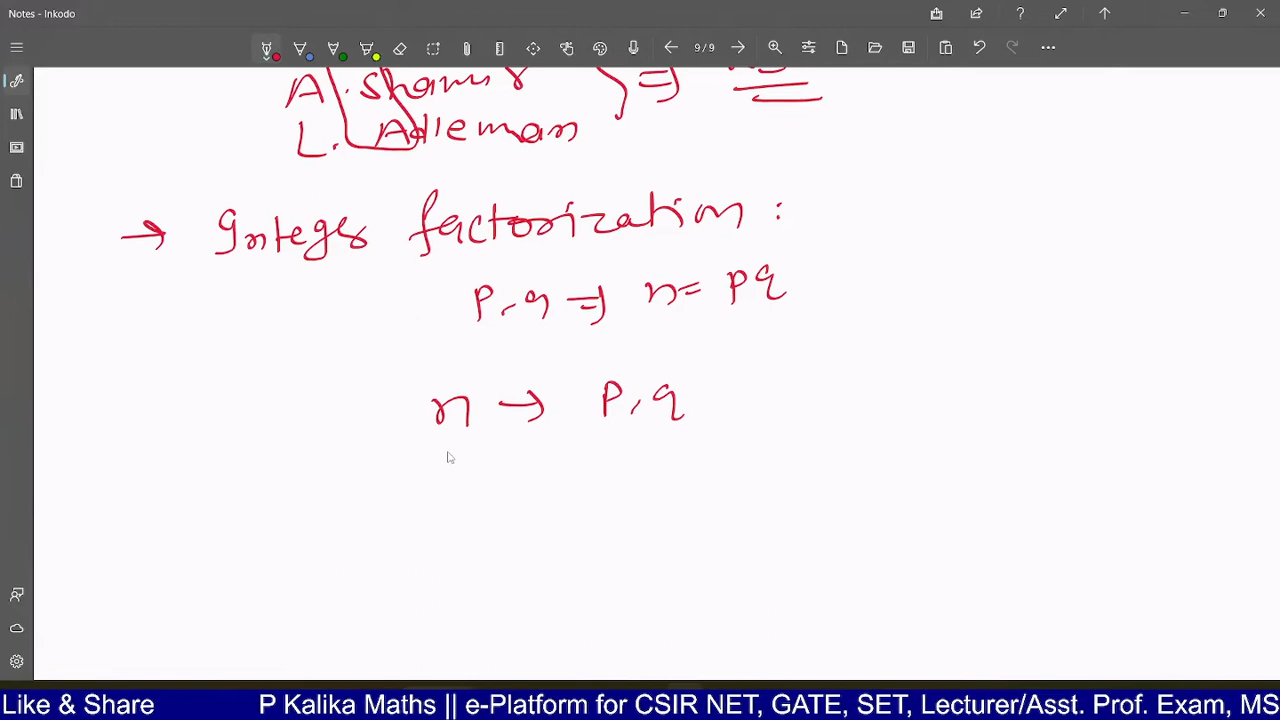 Notes - Inkodo
9/9
A. Shamir
L. Adleman
→ Integer factorization :
P, q ⇒ n = pq
n → P, q
Like & Share P Kalika Maths || e-Platform for CSIR NET, GATE, SET, Lecturer/Asst. Prof. Exam, MS